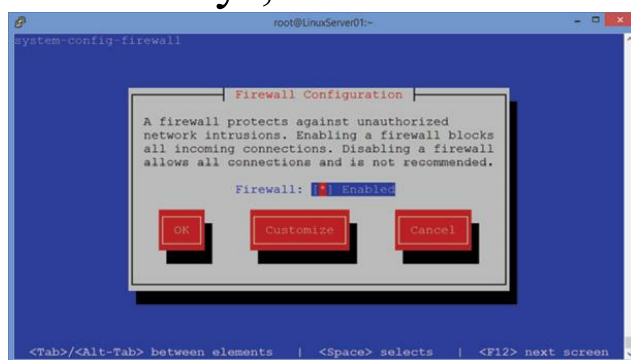 root@LinuxServer01:~
system-config-firewall
Firewall Configuration
A firewall protects against unauthorized
network intrusions. Enabling a firewall blocks
all incoming connections. Disabling a firewall
allows all connections and is not recommended.
Firewall: [*] Enabled
OK Customize Cancel
<Tab>/<Alt-Tab> between elements | <Space> selects | <F12> next screen